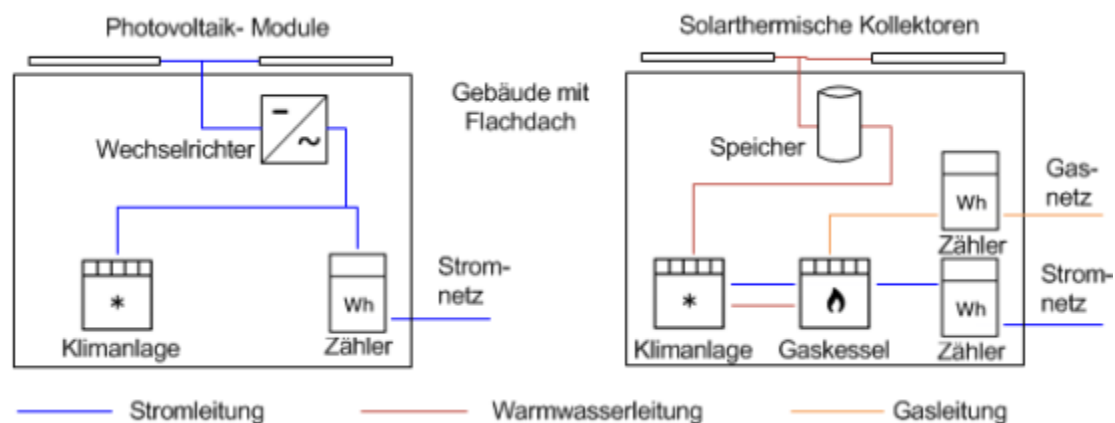 Photovoltaik- Module
Wechselrichter
Klimanlage
Wh
Zähler
Strom-
netz
Gebäude mit
Flachdach
Solarthermische Kollektoren
Speicher
Wh
Zähler
Gas-
netz
Klimanlage
Gaskessel
Wh
Zähler
Strom-
netz
Stromleitung
Warmwasserleitung
Gasleitung